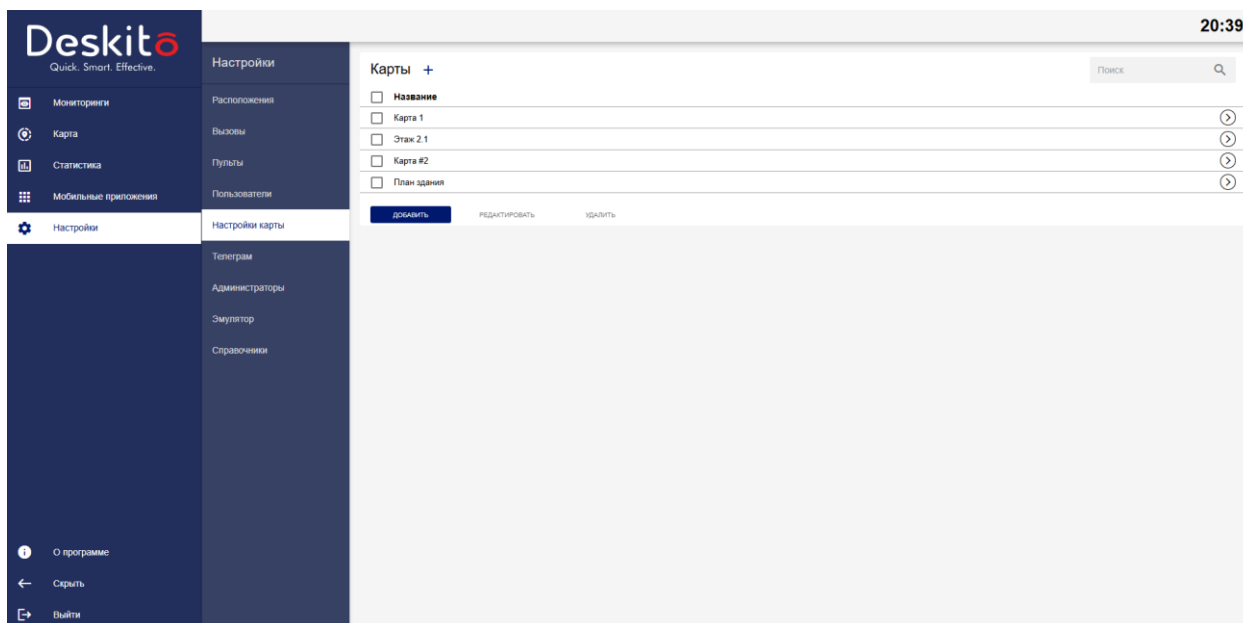 Deskito
Quick. Smart. Effective.
Мониторинги
Карта
Статистика
Мобильные приложения
Настройки
О программе
Скрыть
Выйти
Настройки
Расположения
Вызовы
Пульты
Пользователи
Настройки карты
Телеграм
Администраторы
Эмулятор
Справочники
20:39
Карты +
Поиск
Название
Карта 1
Этаж 2.1
Карта #2
План здания
ДОБАВИТЬ РЕДАКТИРОВАТЬ УДАЛИТЬ